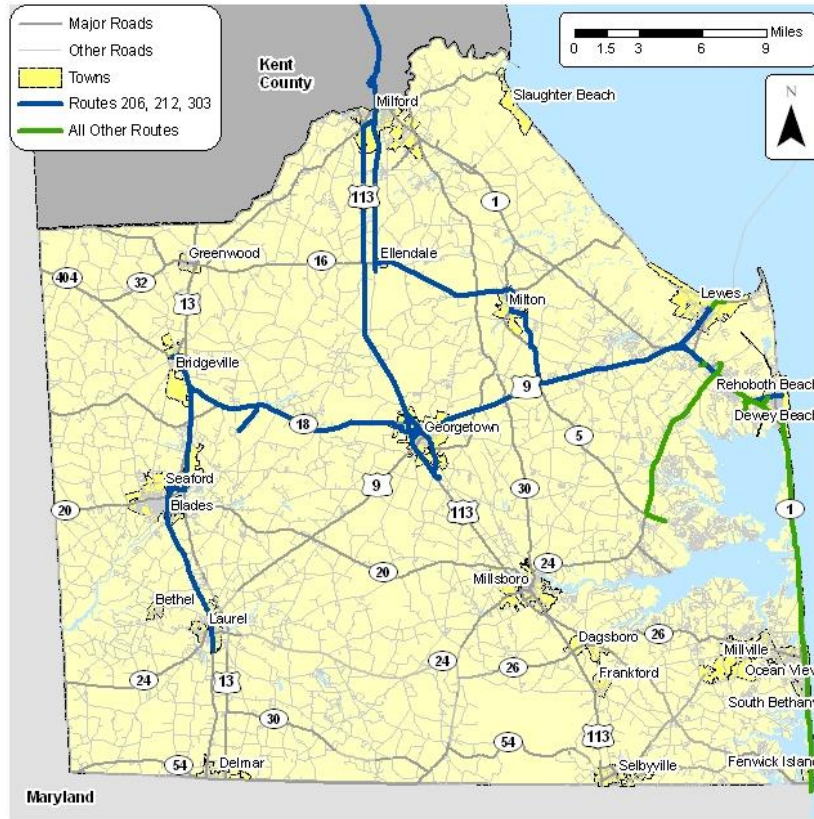 Major Roads
Other Roads
Towns
Routes 206, 212, 303
All Other Routes
Kent
County
Miles
0 1.5 3 6 9
N
Slaughter Beach
Milford
113
1
Greenwood
16
Ellendale
404
32
13
Milton
Lewes
Bridgeville
9
Rehoboth Beach
Dewey Beach
18
Georgetown
5
Seaford
9
20
Blades
113
30
1
20
24
Millsboro
Bethel
Laurel
Dagsboro
26
24
26
Millville
Ocean View
24
13
Frankford
South Bethany
30
113
54
54
Delmar
Selbyville
Fenwick Island
Maryland